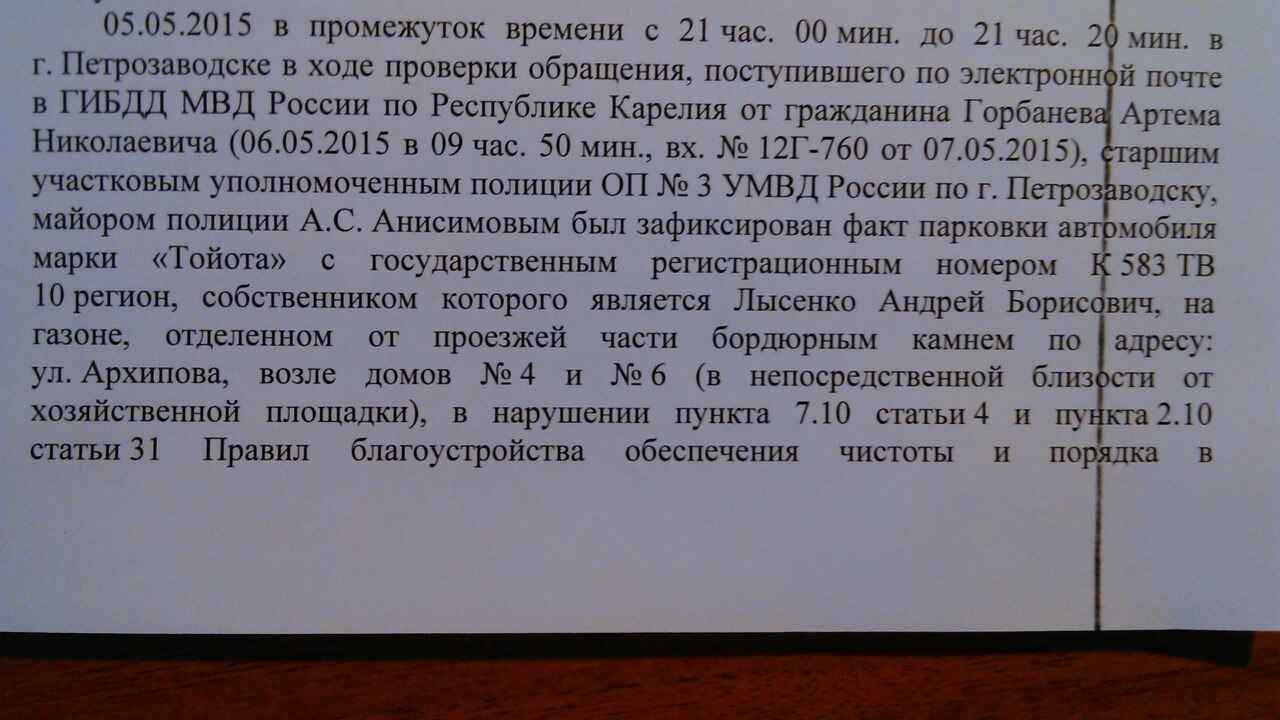 05.05.2015 в промежуток времени с 21 час. 00 мин. до 21 час. 20 мин. в
г. Петрозаводске в ходе проверки обращения, поступившего по электронной почте
в ГИБДД МВД России по Республике Карелия от гражданина Горбанева Артема
Николаевича (06.05.2015 в 09 час. 50 мин., вх. № 12Г-760 от 07.05.2015), старшим
участковым уполномоченным полиции ОП № 3 УМВД России по г. Петрозаводску,
майором полиции А.С. Анисимовым был зафиксирован факт парковки автомобиля
марки «Тойота» с государственным регистрационным номером К 583 ТВ
10 регион, собственником которого является Лысенко Андрей Борисович, на
газоне, отделенном от проезжей части бордюрным камнем по адресу:
ул. Архипова, возле домов № 4 и № 6 (в непосредственной близости от
хозяйственной площадки), в нарушении пункта 7.10 статьи 4 и пункта 2.10
статьи 31 Правил благоустройства обеспечения чистоты и порядка в